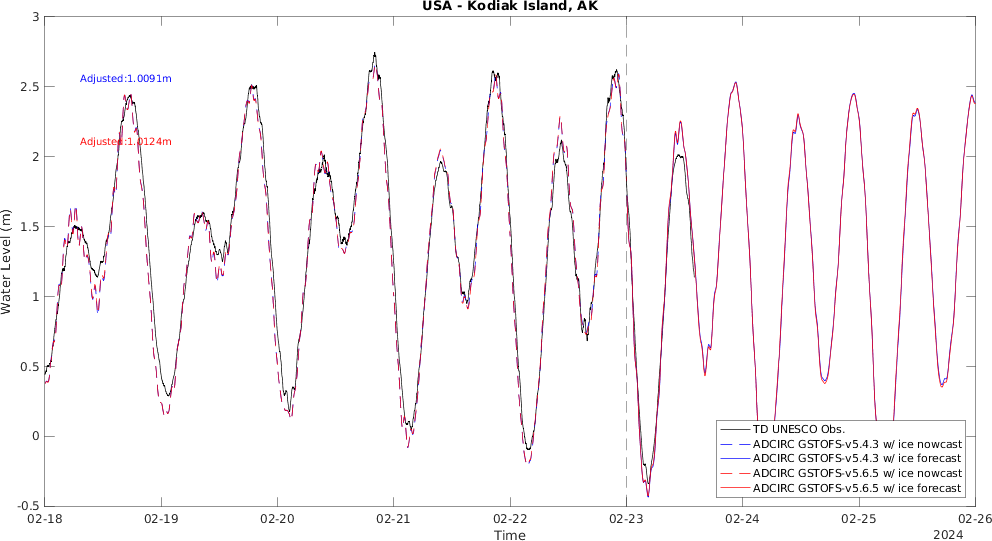 USA - Kodiak Island, AK
3
2.5
2
1.5
1
0.5
0
-0.5
Water Level (m)
Adjusted:1.0091m
Adjusted:1.0124m
TD UNESCO Obs.
ADCIRC GSTOFS-v5.4.3 w/ ice nowcast
ADCIRC GSTOFS-v5.4.3 w/ ice forecast
ADCIRC GSTOFS-v5.6.5 w/ ice nowcast
ADCIRC GSTOFS-v5.6.5 w/ ice forecast
02-18 02-19 02-20 02-21 02-22 02-23 02-24 02-25 02-26
Time
2024